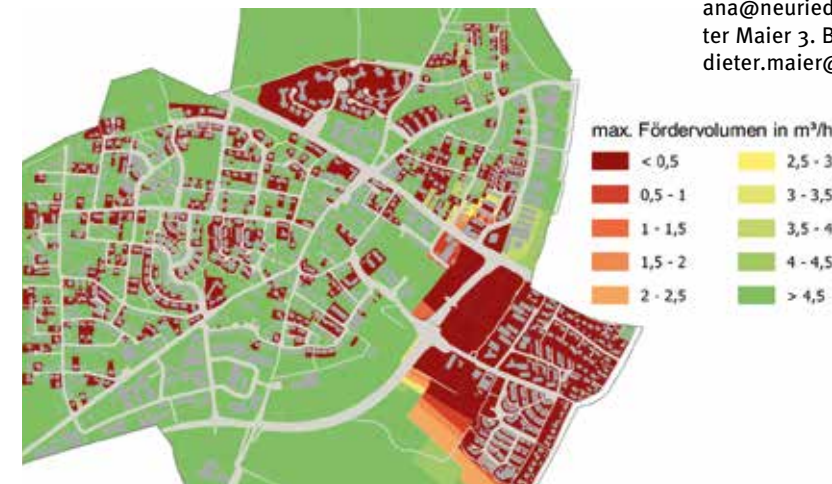 ana@neuried
ter Maier 3. B
dieter.maier@
max. Fördervolumen in m³/h
< 0,5
0,5 - 1
1 - 1,5
1,5 - 2
2 - 2,5
2,5 - 3
3 - 3,5
3,5 - 4
4 - 4,5
> 4,5